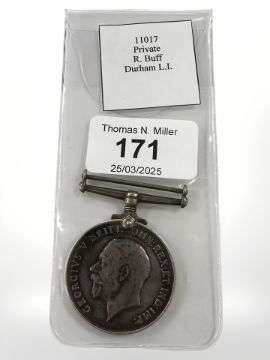 11017
Private
R. Buff
Durham L.I.
Thomas N. Miller
171
25/03/2025
GEORGIVS V BRITT: OMN: REX ET IND: IMP: